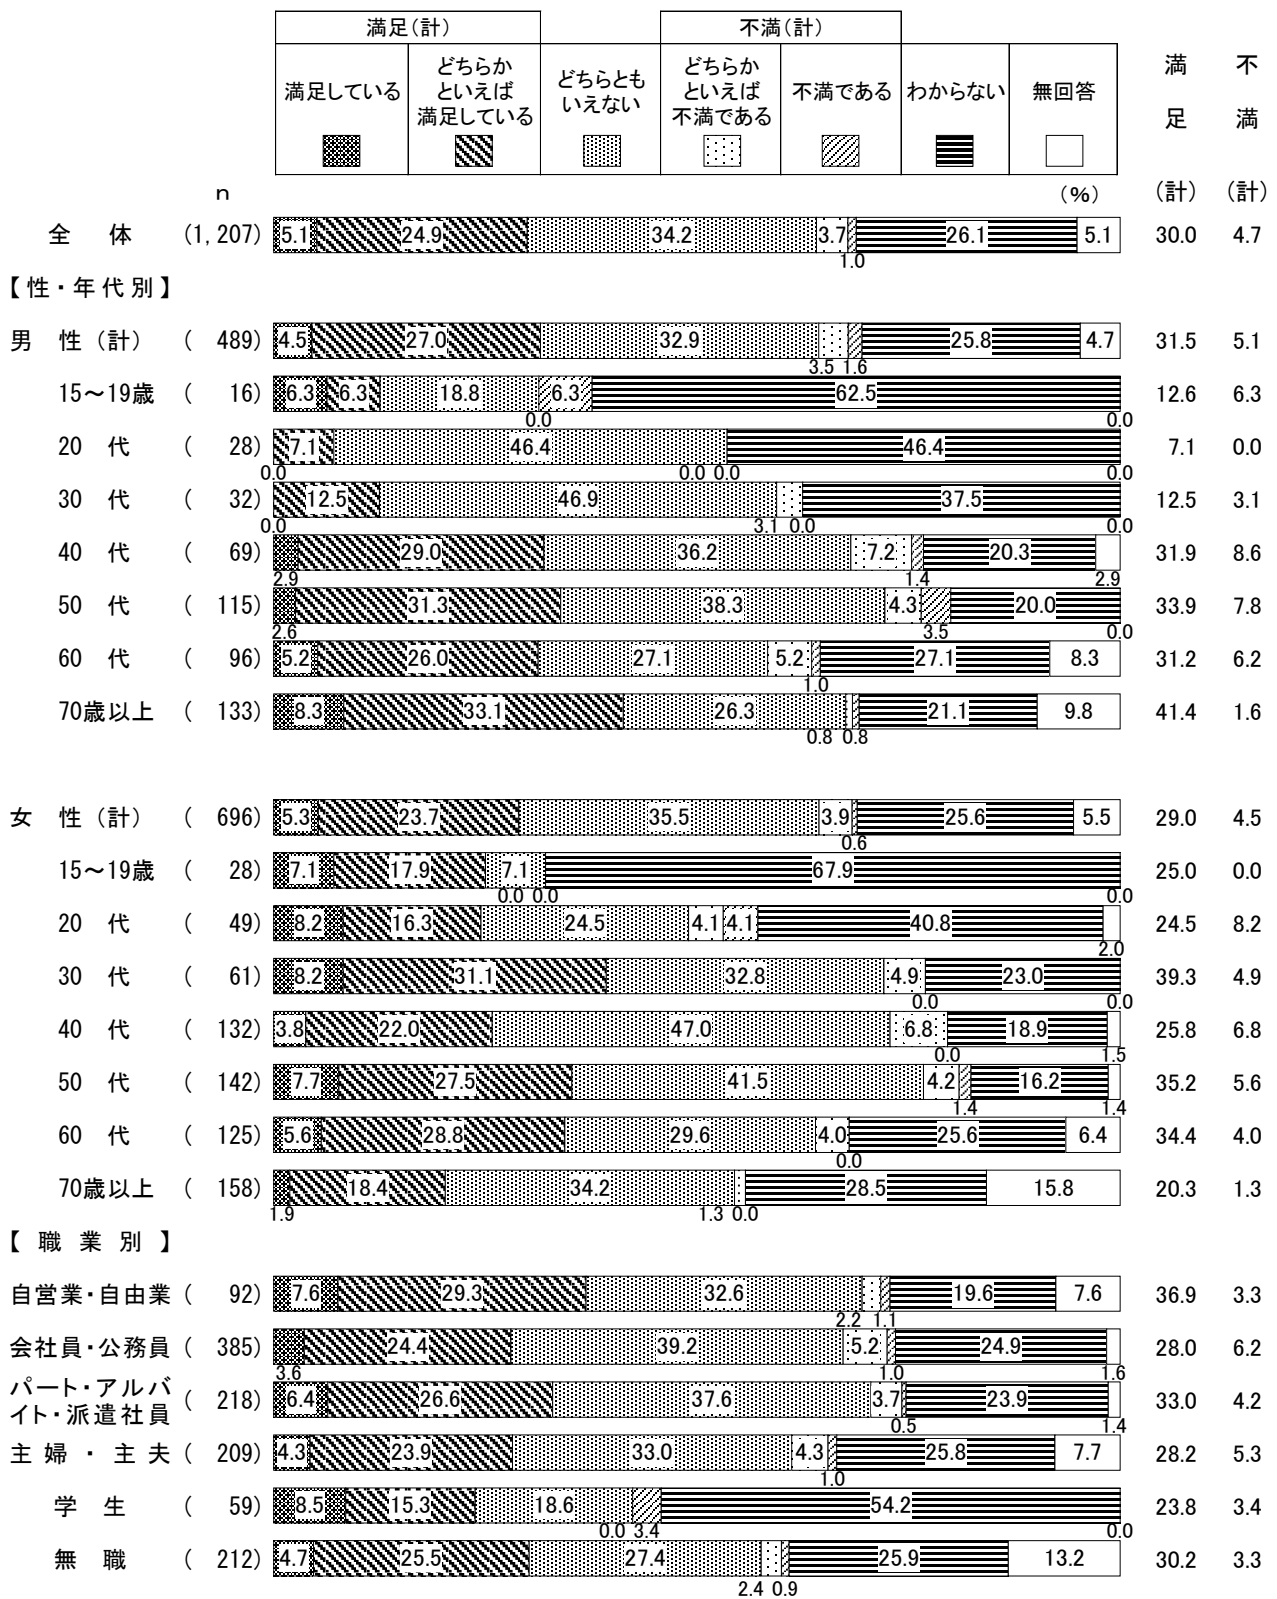 満足(計) 不満(計)
満足している どちらかといえば満足している どちらともいえない どちらかといえば不満である 不満である わからない 無回答 満足(計) 不満(計)
n (%)
全体 (1,207) 5.1 24.9 34.2 3.7 1.0 26.1 5.1 30.0 4.7
【性・年代別】
男性(計) (489) 4.5 27.0 32.9 3.5 1.6 25.8 4.7 31.5 5.1
15～19歳 (16) 6.3 6.3 18.8 0.0 6.3 62.5 0.0 12.6 6.3
20代 (28) 0.0 7.1 46.4 0.0 0.0 46.4 0.0 7.1 0.0
30代 (32) 0.0 12.5 46.9 3.1 0.0 37.5 0.0 12.5 3.1
40代 (69) 2.9 29.0 36.2 7.2 1.4 20.3 2.9 31.9 8.6
50代 (115) 2.6 31.3 38.3 4.3 3.5 20.0 0.0 33.9 7.8
60代 (96) 5.2 26.0 27.1 5.2 1.0 27.1 8.3 31.2 6.2
70歳以上 (133) 8.3 33.1 26.3 0.8 0.8 21.1 9.8 41.4 1.6
女性(計) (696) 5.3 23.7 35.5 3.9 0.6 25.6 5.5 29.0 4.5
15～19歳 (28) 7.1 17.9 7.1 0.0 0.0 67.9 0.0 25.0 0.0
20代 (49) 8.2 16.3 24.5 4.1 4.1 40.8 2.0 24.5 8.2
30代 (61) 8.2 31.1 32.8 4.9 0.0 23.0 0.0 39.3 4.9
40代 (132) 3.8 22.0 47.0 6.8 0.0 18.9 1.5 25.8 6.8
50代 (142) 7.7 27.5 41.5 4.2 1.4 16.2 1.4 35.2 5.6
60代 (125) 5.6 28.8 29.6 4.0 0.0 25.6 6.4 34.4 4.0
70歳以上 (158) 1.9 18.4 34.2 1.3 0.0 28.5 15.8 20.3 1.3
【職業別】
自営業・自由業 (92) 7.6 29.3 32.6 2.2 1.1 19.6 7.6 36.9 3.3
会社員・公務員 (385) 3.6 24.4 39.2 5.2 1.0 24.9 1.6 28.0 6.2
パート・アルバイト・派遣社員 (218) 6.4 26.6 37.6 3.7 0.5 23.9 1.4 33.0 4.2
主婦・主夫 (209) 4.3 23.9 33.0 4.3 1.0 25.8 7.7 28.2 5.3
学生 (59) 8.5 15.3 18.6 0.0 3.4 54.2 0.0 23.8 3.4
無職 (212) 4.7 25.5 27.4 2.4 0.9 25.9 13.2 30.2 3.3